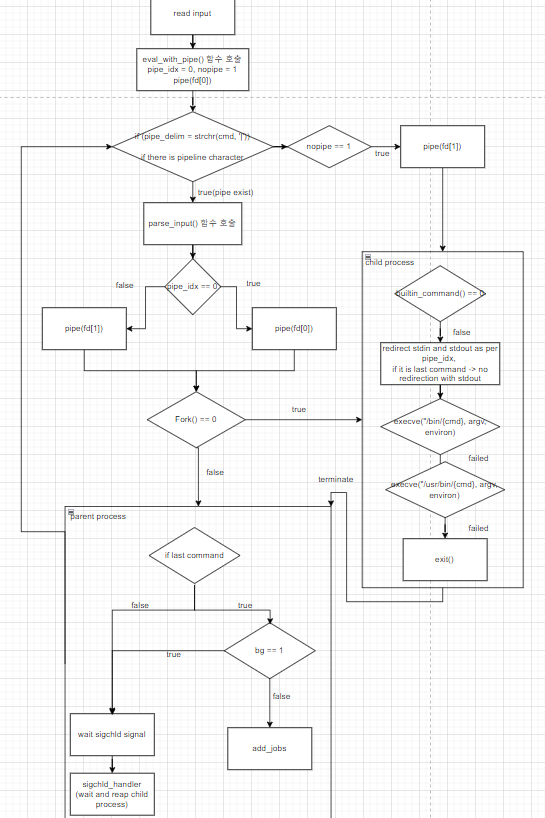 read input
eval_with_pipe() 함수 호출
pipe_idx = 0, nopipe = 1
pipe(fd[0])
if (pipe_delim = strchr(cmd, '|'))
if there is pipeline character
nopipe == 1
true
pipe(fd[1])
true(pipe exist)
parse_input() 함수 호출
child process
false
pipe_idx == 0
true
builtin_command() == 0
false
pipe(fd[1])
pipe(fd[0])
redirect stdin and stdout as per
pipe_idx,
if it is last command -> no
redirection with stdout
Fork() == 0
true
execve("/bin/{cmd}, argv,
environ)
failed
false
terminate
execve("/usr/bin/{cmd}, argv,
environ)
parent process
failed
if last command
exit()
false
true
bg == 1
true
false
wait sigchld signal
add_jobs
sigchld_handler
(wait and reap child
process)